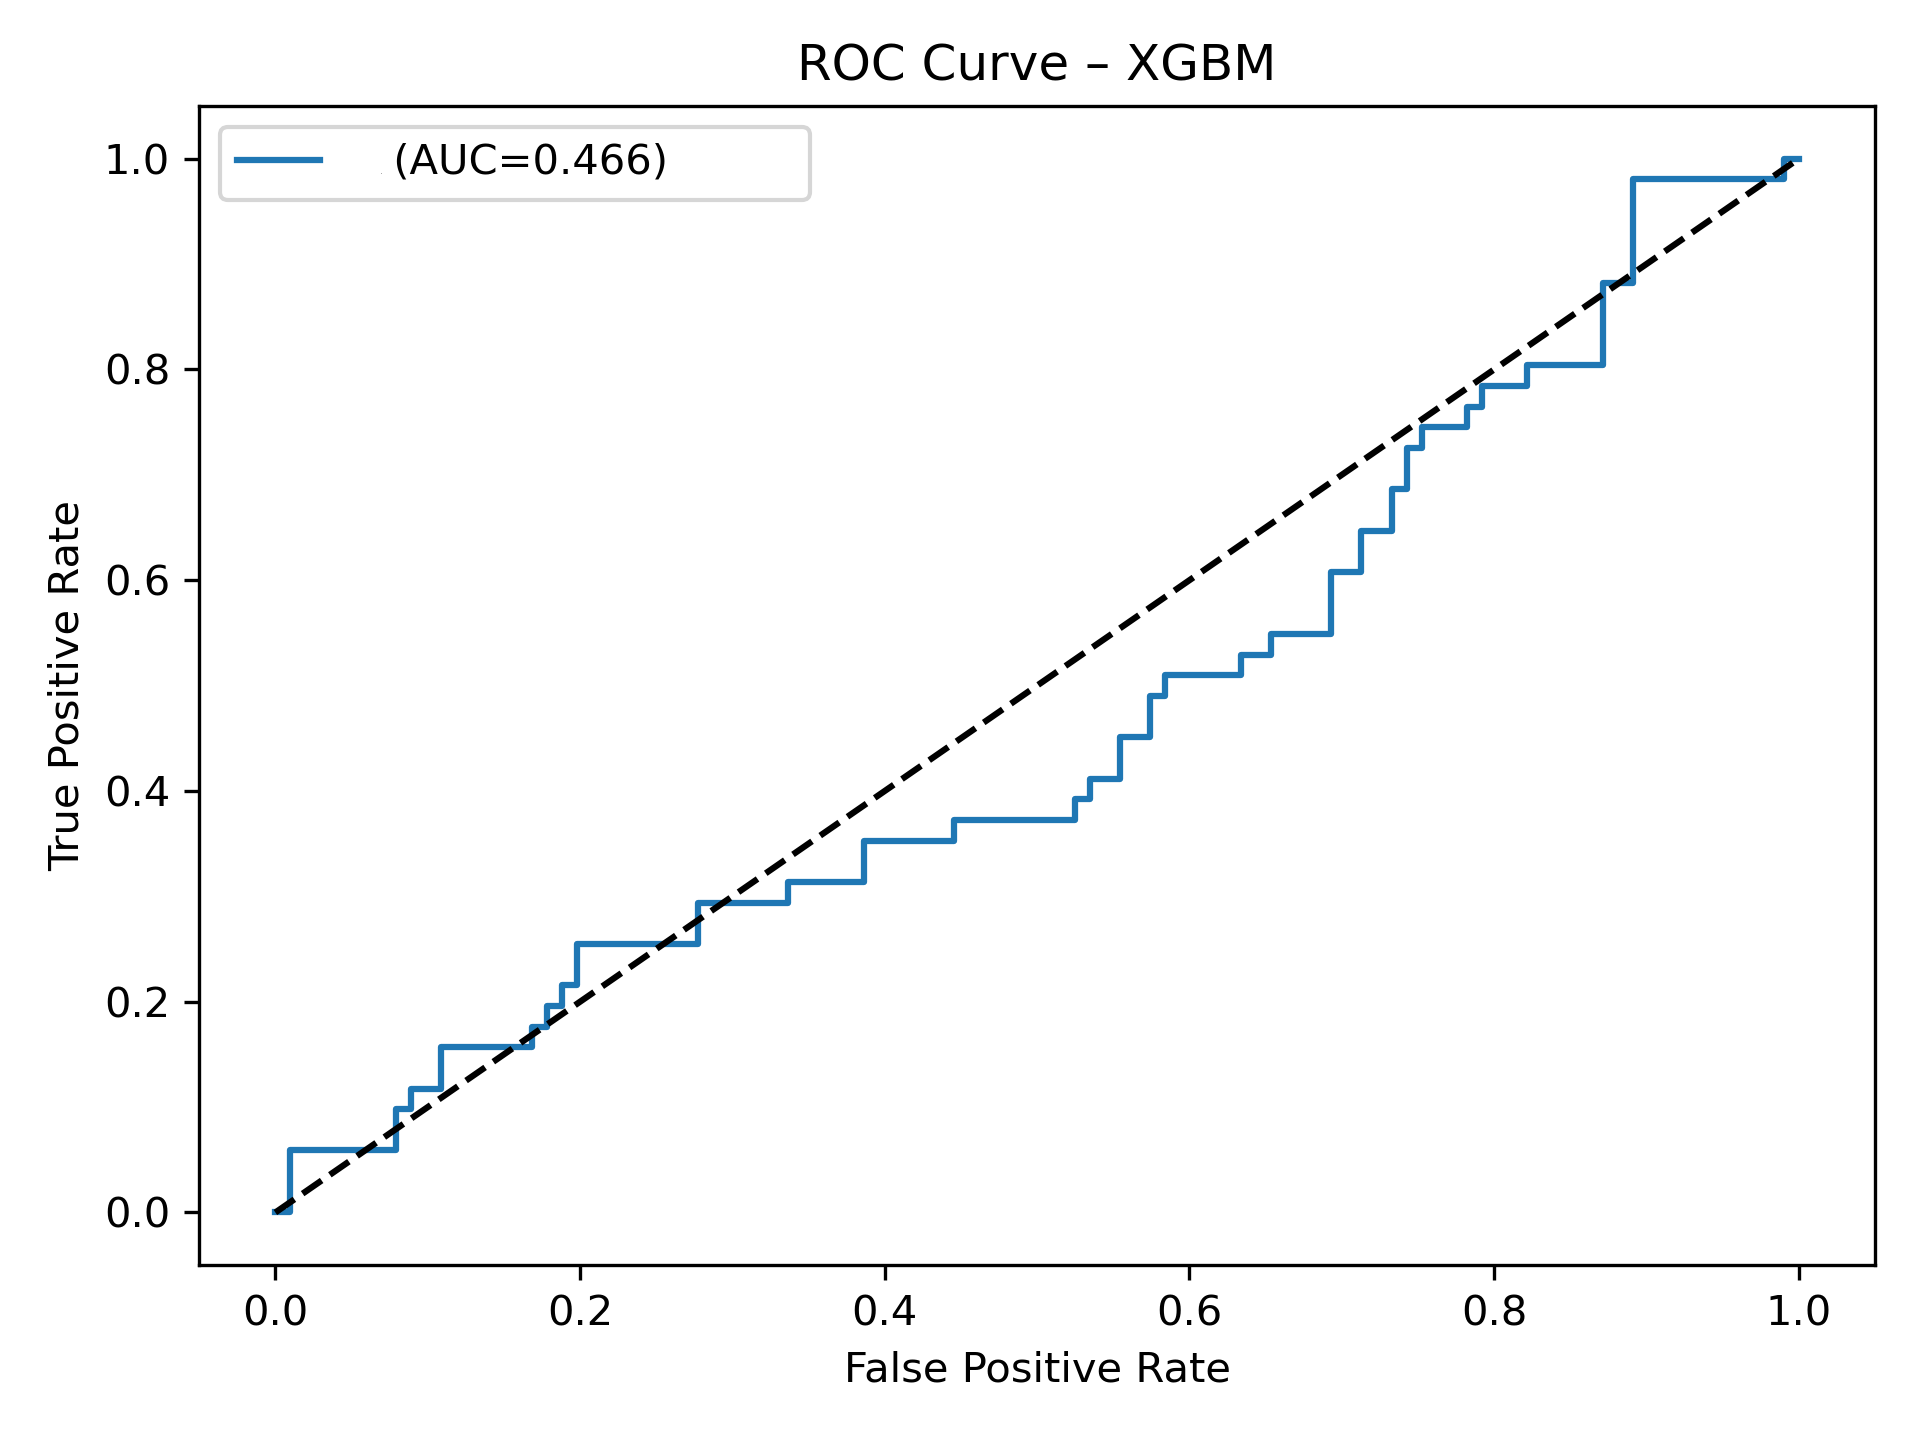 ROC Curve – XGBM
(AUC=0.466)
True Positive Rate
1.0
0.8
0.6
0.4
0.2
0.0
0.0 0.2 0.4 0.6 0.8 1.0
False Positive Rate